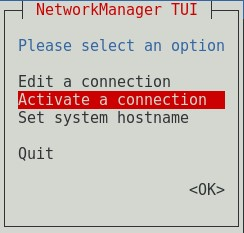 NetworkManager TUI
Please select an option
Edit a connection
Activate a connection
Set system hostname
Quit
<OK>